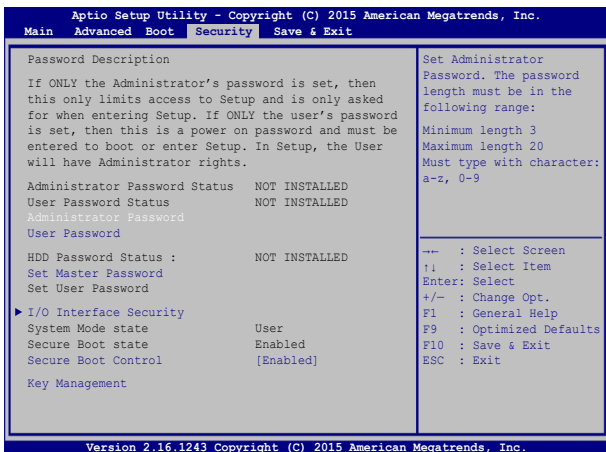 Aptio Setup Utility - Copyright (C) 2015 American Megatrends, Inc.
Main Advanced Boot Security Save & Exit
Password Description
If ONLY the Administrator's password is set, then
this only limits access to Setup and is only asked
for when entering Setup. If ONLY the user's password
is set, then this is a power on password and must be
entered to boot or enter Setup. In Setup, the User
will have Administrator rights.
Administrator Password Status NOT INSTALLED
User Password Status NOT INSTALLED
Administrator Password
User Password
HDD Password Status : NOT INSTALLED
Set Master Password
Set User Password
I/O Interface Security
System Mode state User
Secure Boot state Enabled
Secure Boot Control [Enabled]
Key Management
Set Administrator
Password. The password
length must be in the
following range:
Minimum length 3
Maximum length 20
Must type with character:
a-z, 0-9
→← : Select Screen
↑↓ : Select Item
Enter: Select
+/— : Change Opt.
F1 : General Help
F9 : Optimized Defaults
F10 : Save & Exit
ESC : Exit
Version 2.16.1243 Copyright (C) 2015 American Megatrends, Inc.